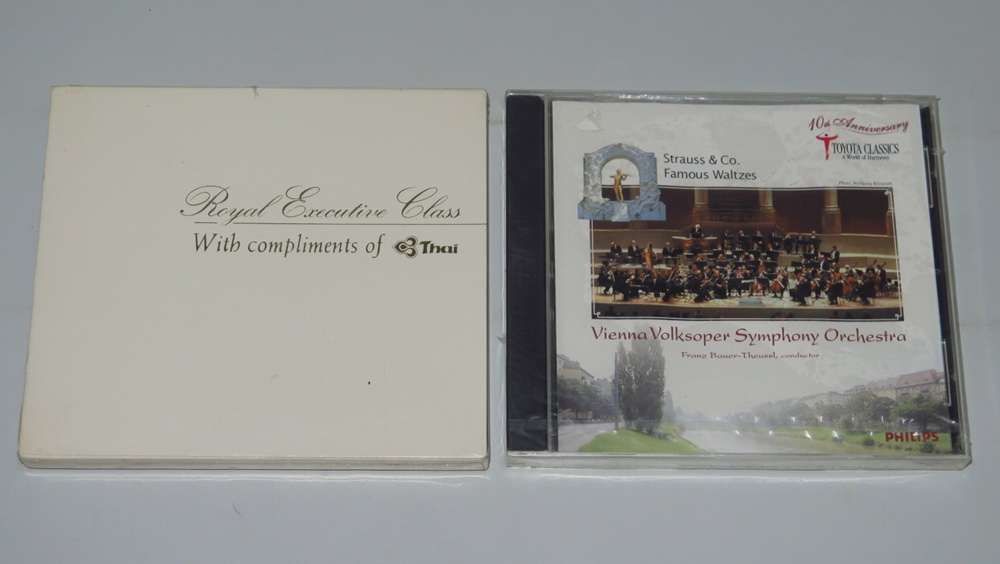 Royal Executive Class
With compliments of Thai
10th Anniversary
TOYOTA CLASSICS
A World of Harmony
Strauss & Co.
Famous Waltzes
Vienna Volksoper Symphony Orchestra
Franz Bauer-Theussl, conductor
PHILIPS